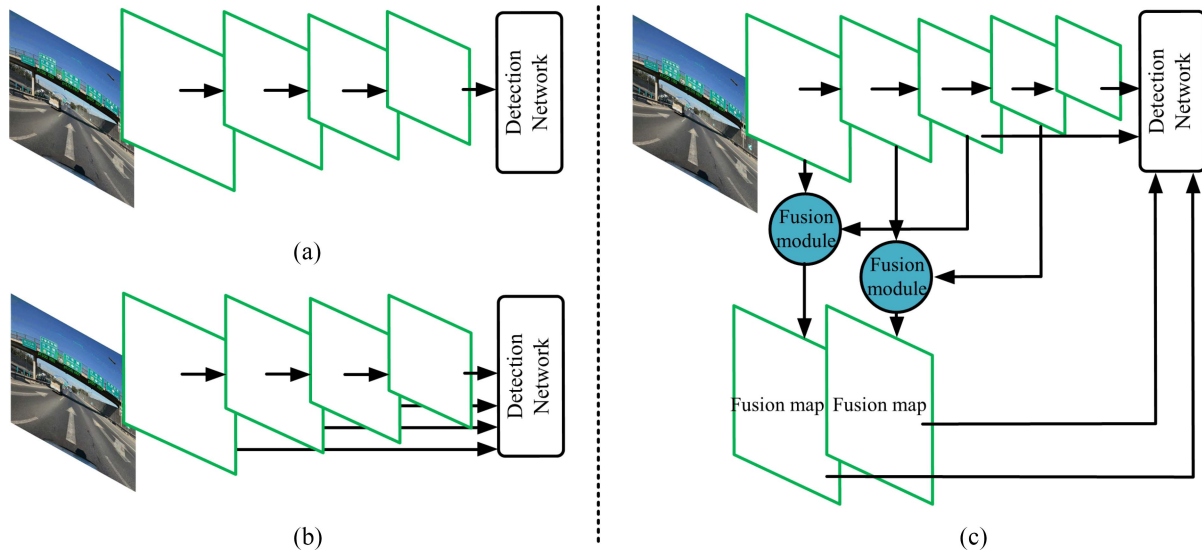 Detection
Network
(a)
Detection
Network
(b)
Detection
Network
Fusion
module
Fusion
module
Fusion map
Fusion map
(c)